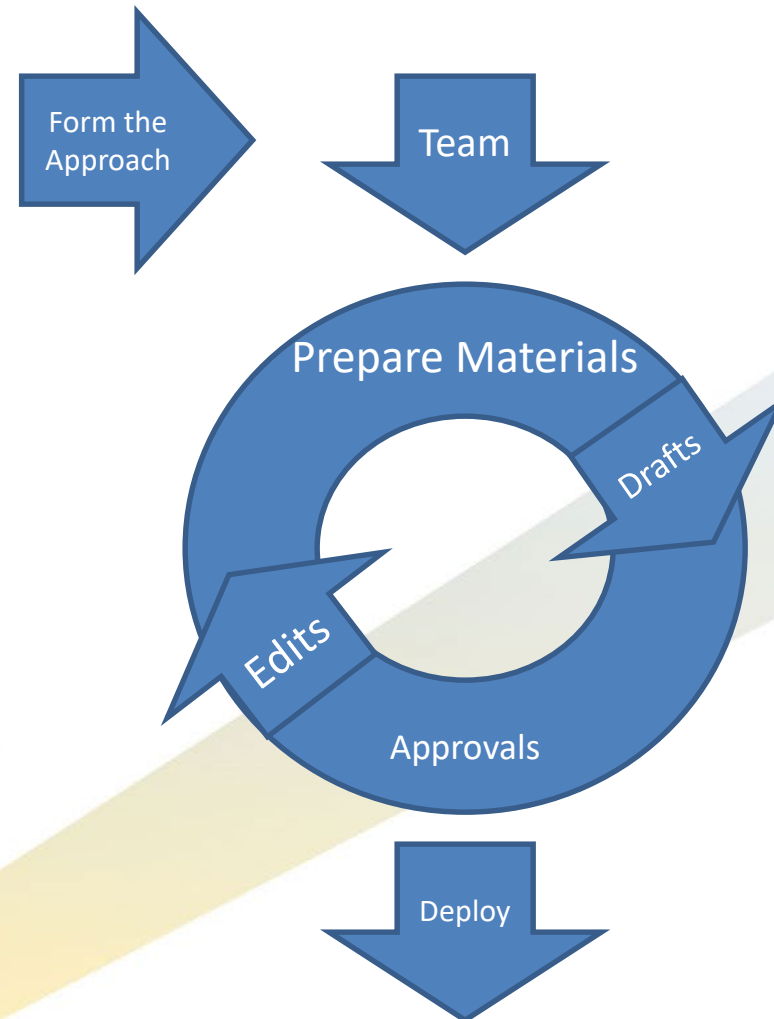 Form the
Approach
Team
Prepare Materials
Drafts
Edits
Approvals
Deploy